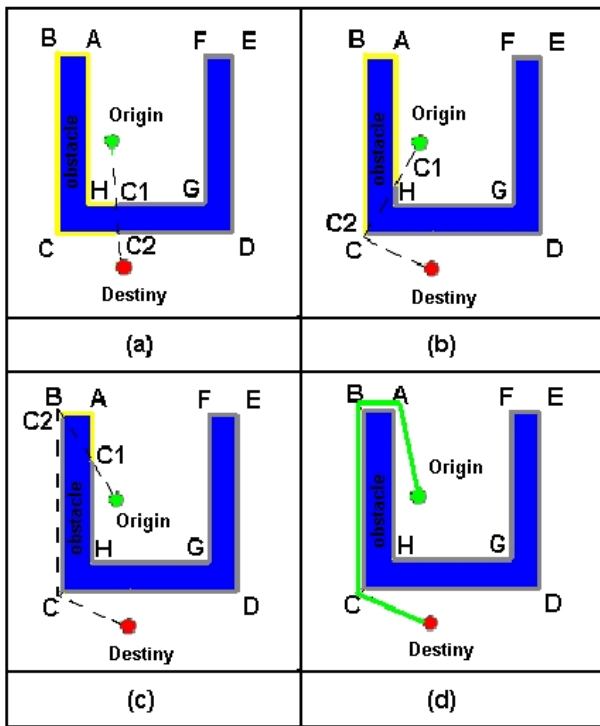 B A F E
Origin
obstacle
H C1 G
C C2 D
Destiny
(a)
B A F E
Origin
obstacle
C1
H G
C2
C D
Destiny
(b)
B A F E
C2
C1
obstacle
Origin
H G
C D
Destiny
(c)
B A F E
Origin
obstacle
H G
C D
Destiny
(d)